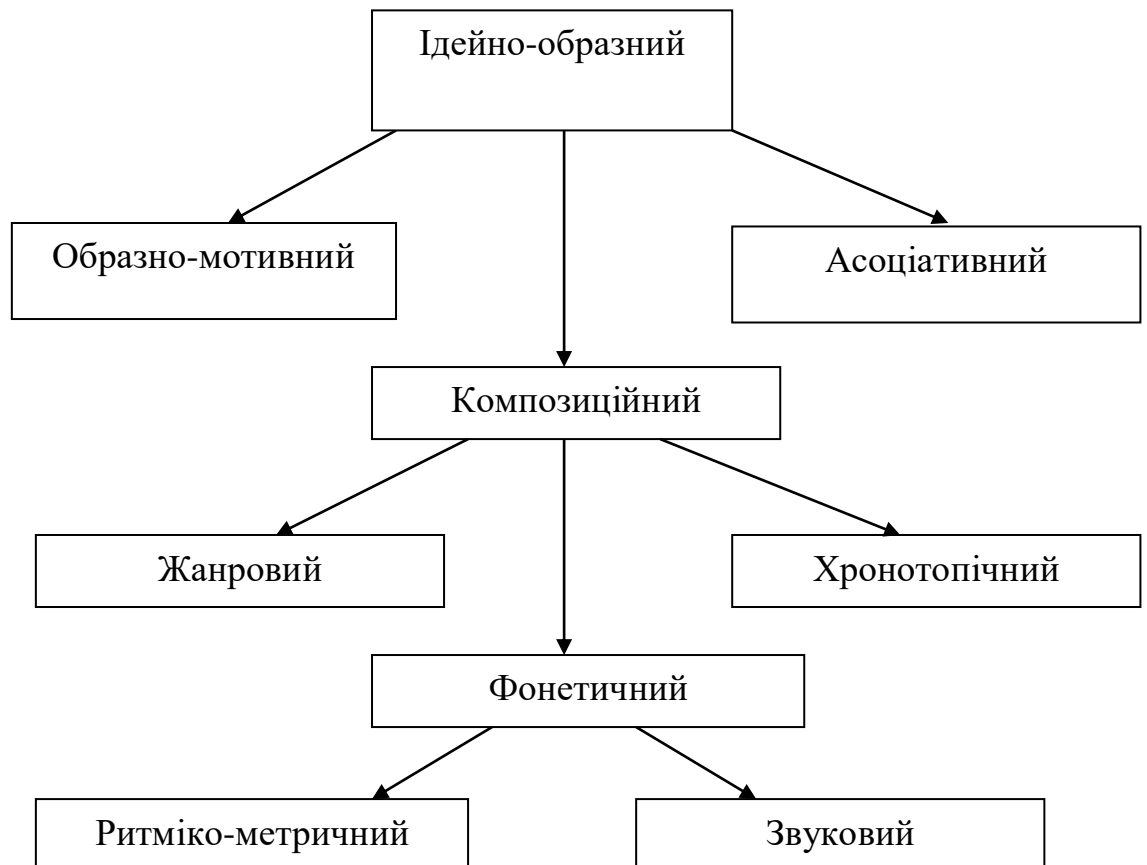 Ідейно-образний
Образно-мотивний
Асоціативний
Композиційний
Жанровий
Хронотопічний
Фонетичний
Ритміко-метричний
Звуковий